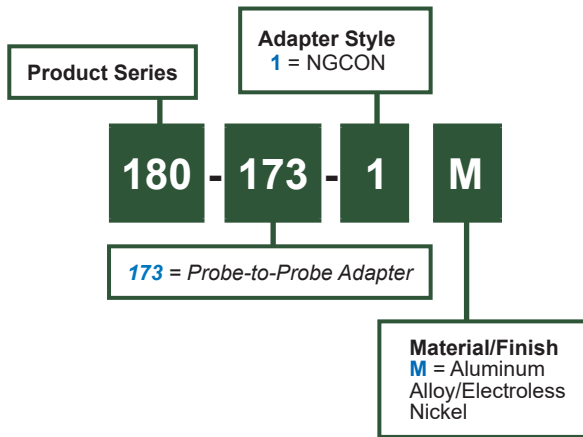 Adapter Style
1 = NGCON
Product Series
180 - 173 - 1 M
173 = Probe-to-Probe Adapter
Material/Finish
M = Aluminum
Alloy/Electroless
Nickel